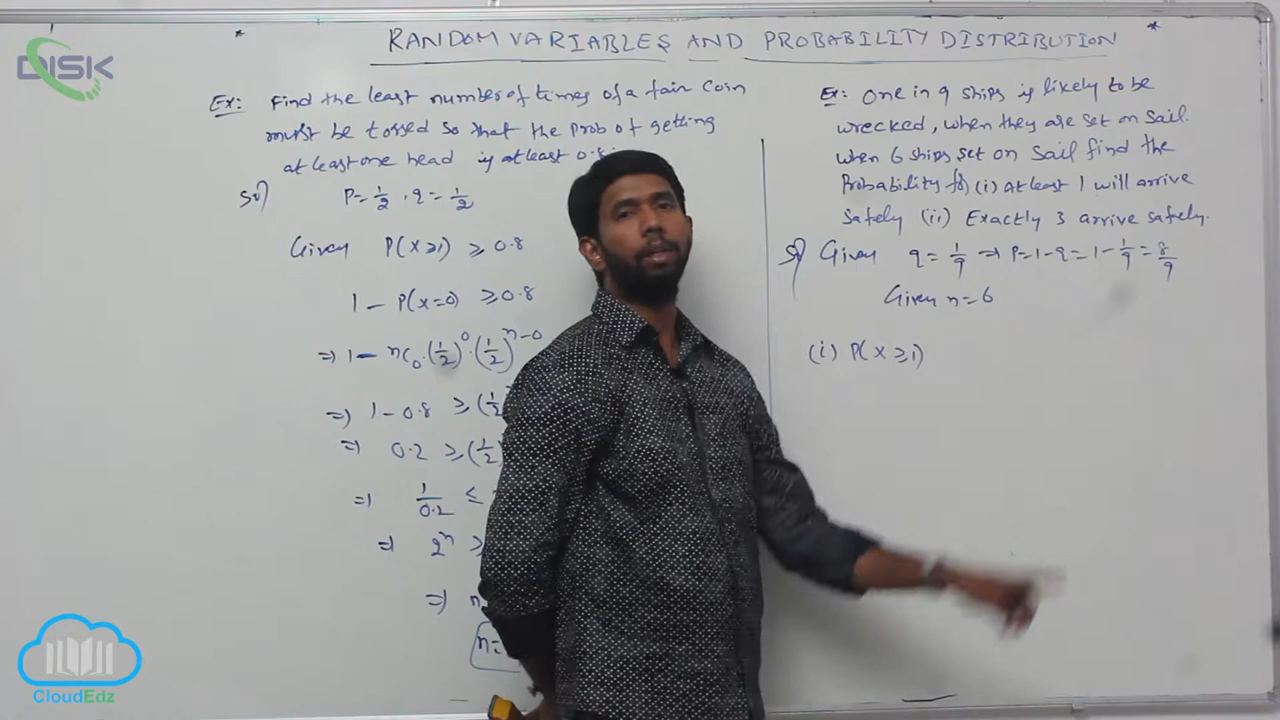 DISK
* RANDOM VARIABLES AND PROBABILITY DISTRIBUTION *
Ex: Find the least number of times of a fair coin
must be tossed so that the prob of getting
at least one head is at least 0.8
Sol P=1/2, q=1/2
Given P(X≥1) ≥ 0.8
1 - P(x=0) ≥ 0.8
⇒ 1 - nC₀·(1/2)⁰·(1/2)ⁿ⁻⁰
⇒ 1-0.8 ≥ (1/2
⇒ 0.2 ≥ (1/2
⇒ 1/0.2 ≤
⇒ 2ⁿ ≥
⇒ n
n=
Ex: One in 9 ships is likely to be
wrecked, when they are set on sail.
when 6 ships set on sail find the
Probability for (i) At least 1 will arrive
safely (ii) Exactly 3 arrive safely.
Given q=1/9 ⇒ P=1-q=1-1/9=8/9
Given n=6
(i) P(X≥1)
CloudEdz